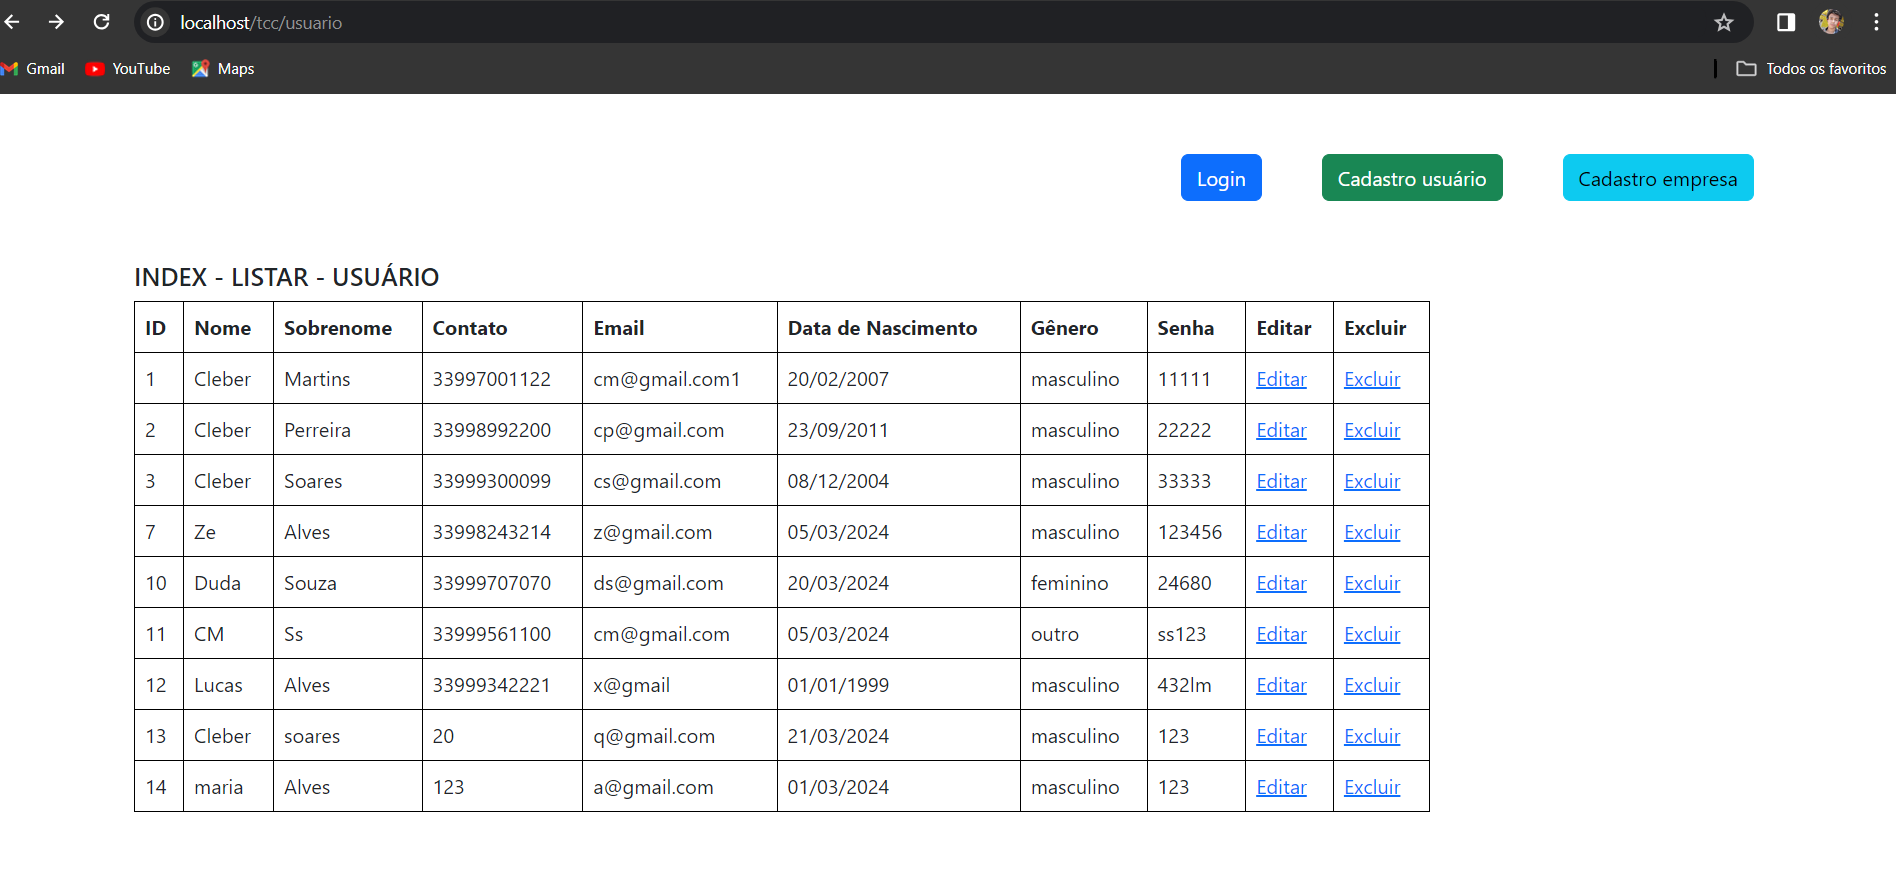 localhost/tcc/usuario
Gmail YouTube Maps Todos os favoritos
Login Cadastro usuário Cadastro empresa
INDEX - LISTAR - USUÁRIO
ID Nome Sobrenome Contato Email Data de Nascimento Gênero Senha Editar Excluir
1 Cleber Martins 33997001122 cm@gmail.com1 20/02/2007 masculino 11111 Editar Excluir
2 Cleber Perreira 33998992200 cp@gmail.com 23/09/2011 masculino 22222 Editar Excluir
3 Cleber Soares 33999300099 cs@gmail.com 08/12/2004 masculino 33333 Editar Excluir
7 Ze Alves 33998243214 z@gmail.com 05/03/2024 masculino 123456 Editar Excluir
10 Duda Souza 33999707070 ds@gmail.com 20/03/2024 feminino 24680 Editar Excluir
11 CM Ss 33999561100 cm@gmail.com 05/03/2024 outro ss123 Editar Excluir
12 Lucas Alves 33999342221 x@gmail 01/01/1999 masculino 432lm Editar Excluir
13 Cleber soares 20 q@gmail.com 21/03/2024 masculino 123 Editar Excluir
14 maria Alves 123 a@gmail.com 01/03/2024 masculino 123 Editar Excluir